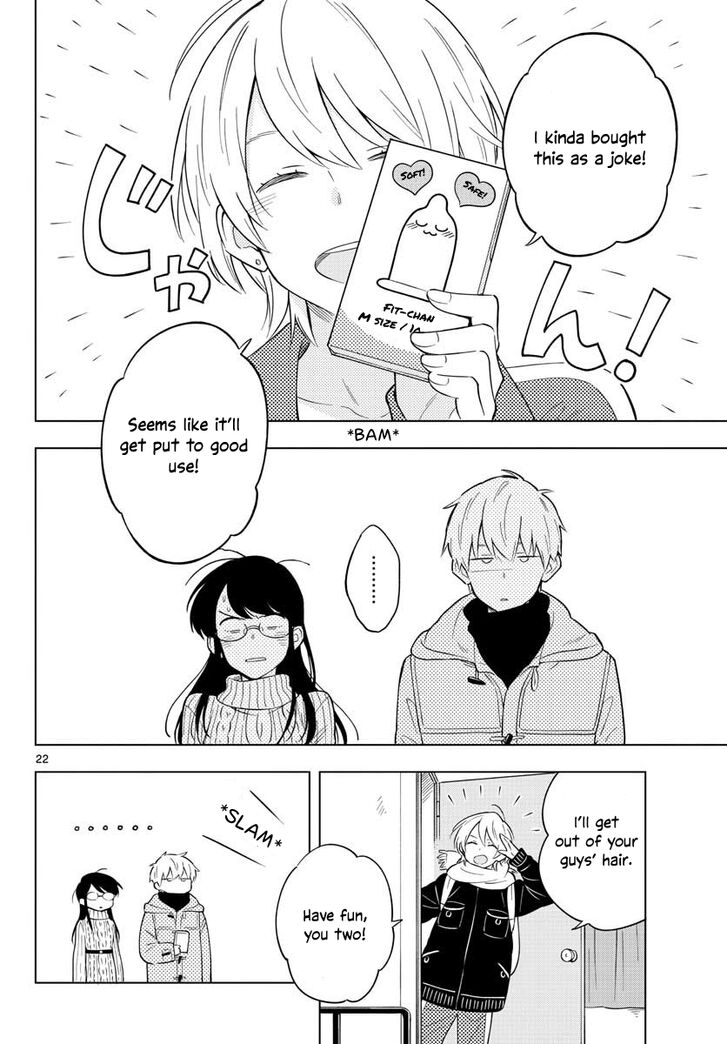 I kinda bought
this as a joke!
SOFT!
SAFE!
FIT-CHAN
M SIZE /
じゃ
ん!
*BAM*
Seems like it'll
get put to good
use!
........
22
I'll get
out of your
guys' hair.
Have fun,
you two!
*SLAM*
......